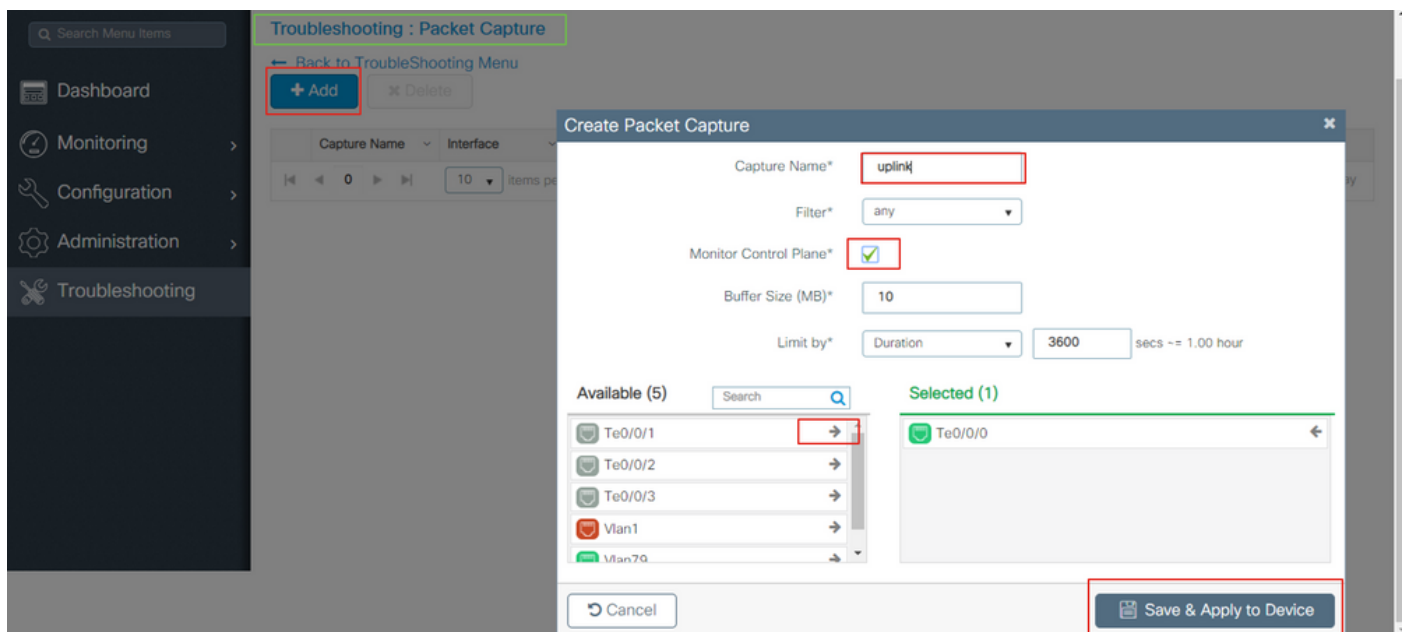 Search Menu Items
Dashboard
Monitoring
Configuration
Administration
Troubleshooting
Troubleshooting : Packet Capture
← Back to TroubleShooting Menu
+ Add
× Delete
Capture Name
Interface
0
10
items pe
ay
Create Packet Capture
Capture Name* uplink
Filter* any
Monitor Control Plane*
Buffer Size (MB)* 10
Limit by* Duration 3600 secs ~= 1.00 hour
Available (5)
Search
Te0/0/1
Te0/0/2
Te0/0/3
Vlan1
Vlan79
Selected (1)
Te0/0/0
Cancel
Save & Apply to Device